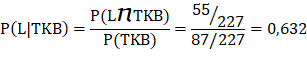 P(L|TKB) = P(L∩TKB)/P(TKB) = (55/227)/(87/227) = 0,632